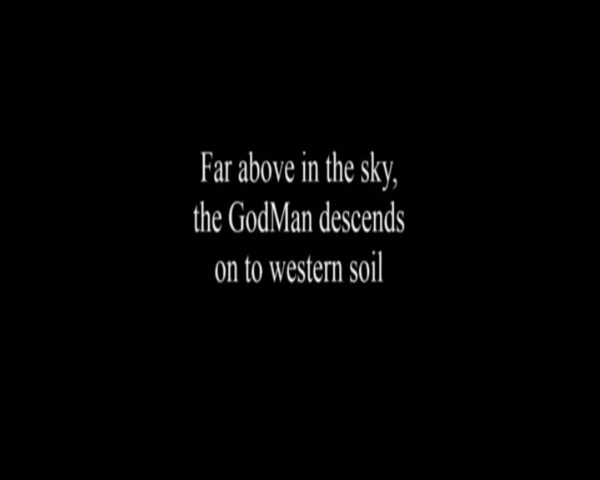 Far above in the sky,
the GodMan descends
on to western soil